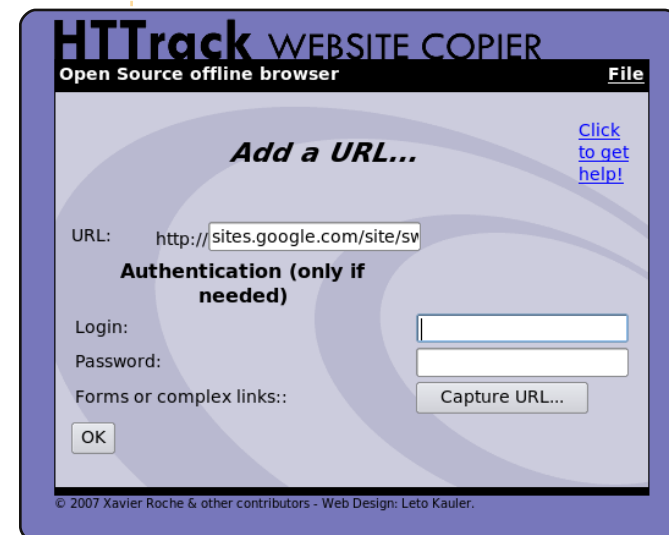 HTTrack WEBSITE COPIER
Open Source offline browser File
Add a URL...
Click
to get
help!
URL: http:// sites.google.com/site/sw
Authentication (only if
needed)
Login:
Password:
Forms or complex links:: Capture URL...
OK
© 2007 Xavier Roche & other contributors - Web Design: Leto Kauler.